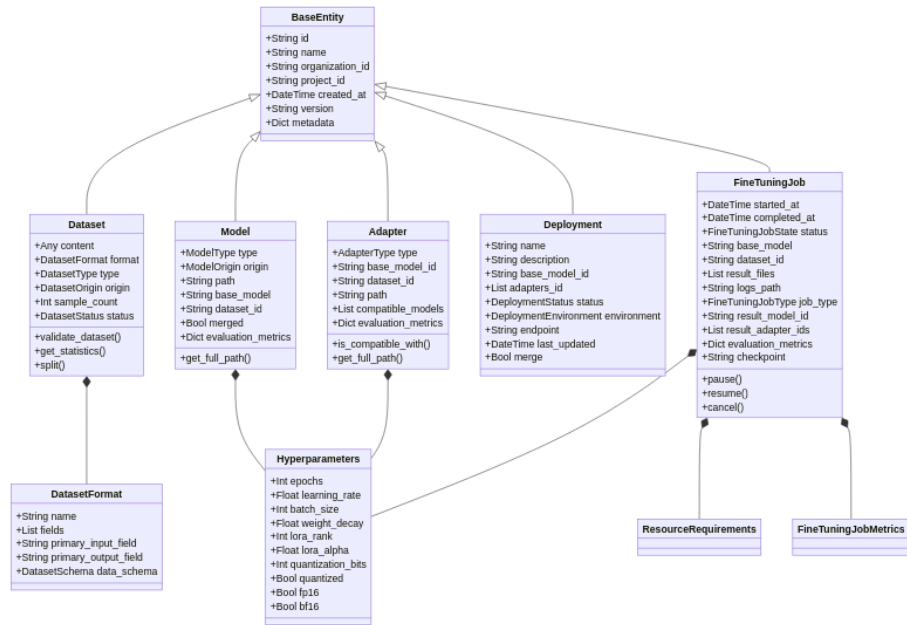 BaseEntity
+String id
+String name
+String organization_id
+String project_id
+DateTime created_at
+String version
+Dict metadata
Dataset
+Any content
+DatasetFormat format
+DatasetType type
+DatasetOrigin origin
+Int sample_count
+DatasetStatus status
+validate_dataset()
+get_statistics()
+split()
Model
+ModelType type
+ModelOrigin origin
+String path
+String base_model
+String dataset_id
+Bool merged
+Dict evaluation_metrics
+get_full_path()
Adapter
+AdapterType type
+String base_model_id
+String dataset_id
+String path
+List compatible_models
+Dict evaluation_metrics
+is_compatible_with()
+get_full_path()
Deployment
+String name
+String description
+String base_model_id
+List adapters_id
+DeploymentStatus status
+DeploymentEnvironment environment
+String endpoint
+DateTime last_updated
+Bool merge
FineTuningJob
+DateTime started_at
+DateTime completed_at
+FineTuningJobState status
+String base_model
+String dataset_id
+List result_files
+String logs_path
+FineTuningJobType job_type
+String result_model_id
+List result_adapter_ids
+Dict evaluation_metrics
+String checkpoint
+pause()
+resume()
+cancel()
DatasetFormat
+String name
+List fields
+String primary_input_field
+String primary_output_field
+DatasetSchema data_schema
Hyperparameters
+Int epochs
+Float learning_rate
+Int batch_size
+Float weight_decay
+Int lora_rank
+Float lora_alpha
+Int quantization_bits
+Bool quantized
+Bool fp16
+Bool bf16
ResourceRequirements
FineTuningJobMetrics